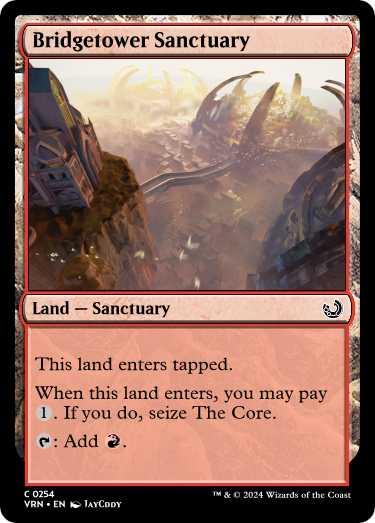 Bridgetower Sanctuary
Land — Sanctuary
This land enters tapped.
When this land enters, you may pay
1. If you do, seize The Core.
: Add .
C 0254
VRN • EN JayCddy
™ & © 2024 Wizards of the Coast